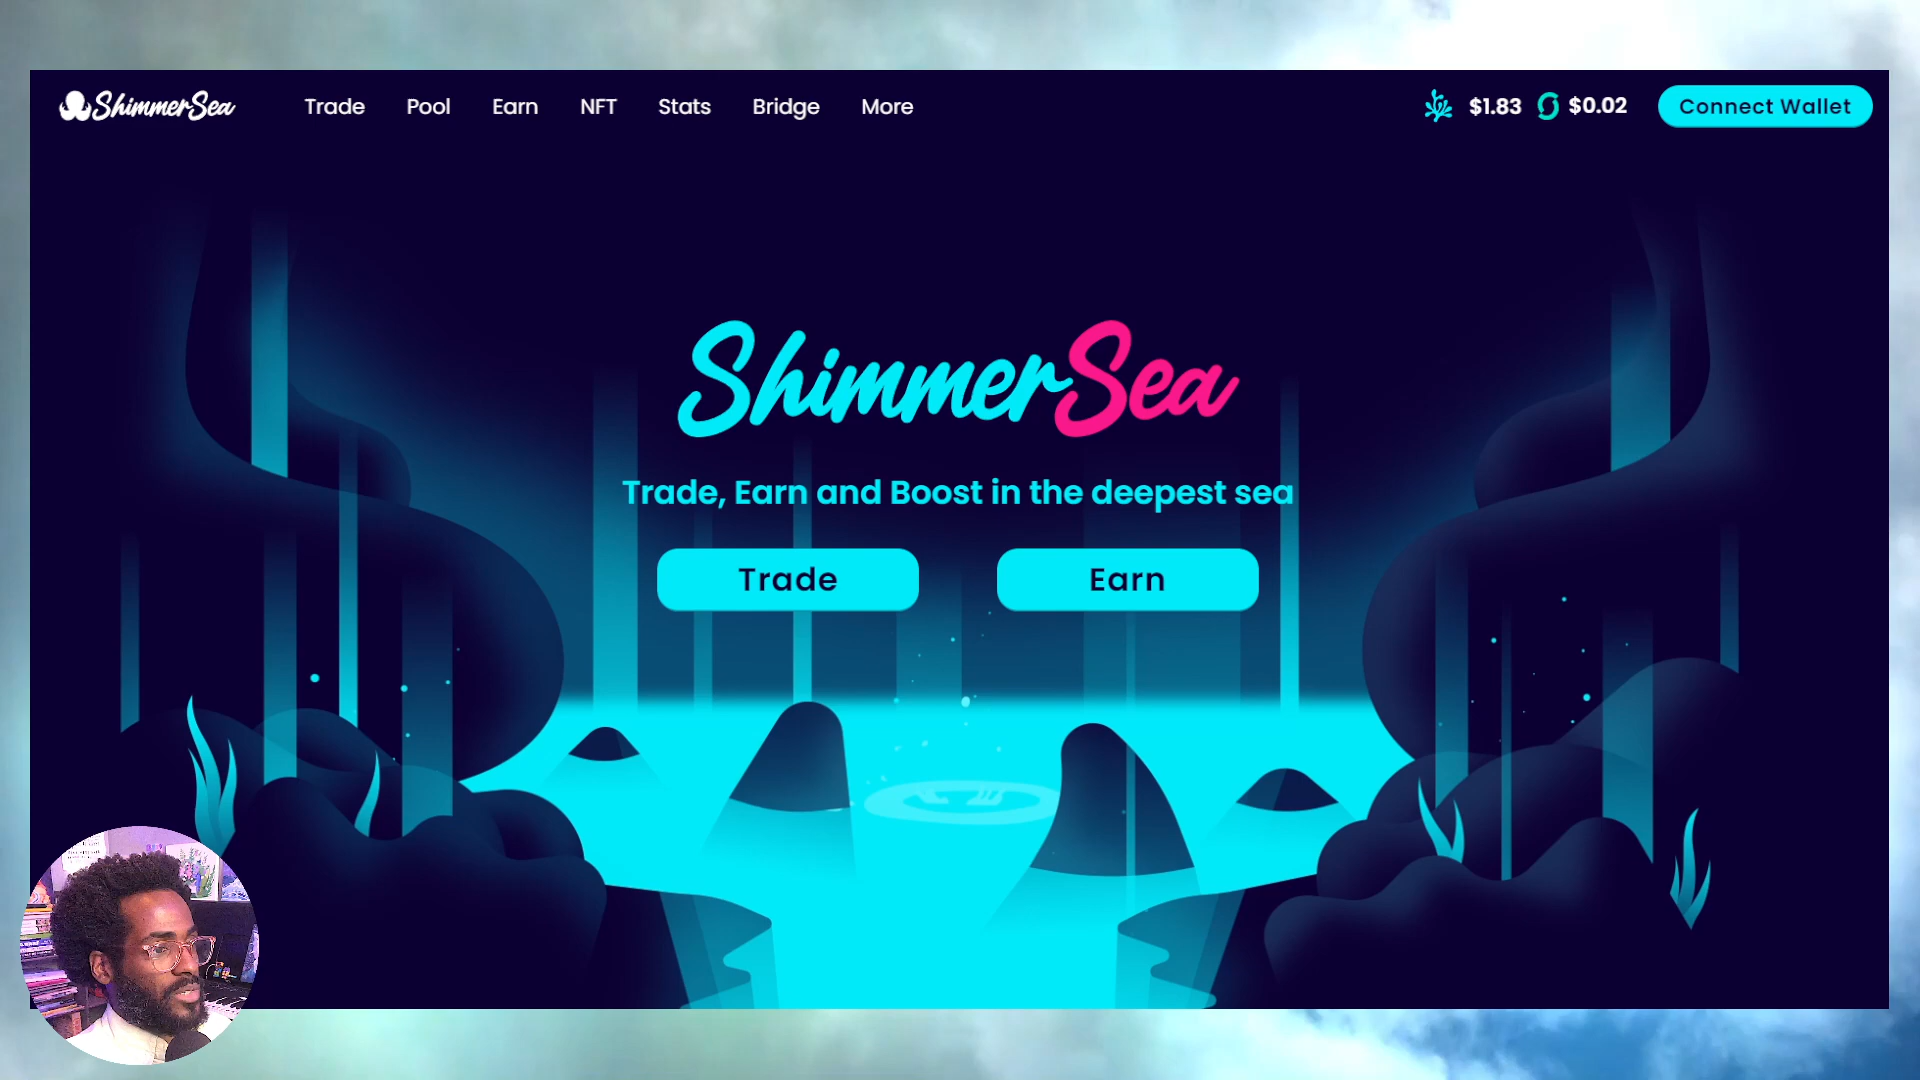 ShimmerSea Trade Pool Earn NFT Stats Bridge More $1.83 $0.02 Connect Wallet
ShimmerSea
Trade, Earn and Boost in the deepest sea
Trade Earn